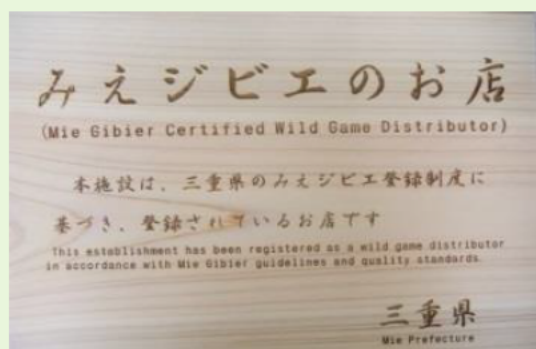 みえジビエのお店
(Mie Gibier Certified Wild Game Distributor)
本施設は、三重県のみえジビエ登録制度に
基づき、登録されているお店です
This establishment has been registered as a wild game distributor
in accordance with Mie Gibier guidelines and quality standards
三重県
Mie Prefecture